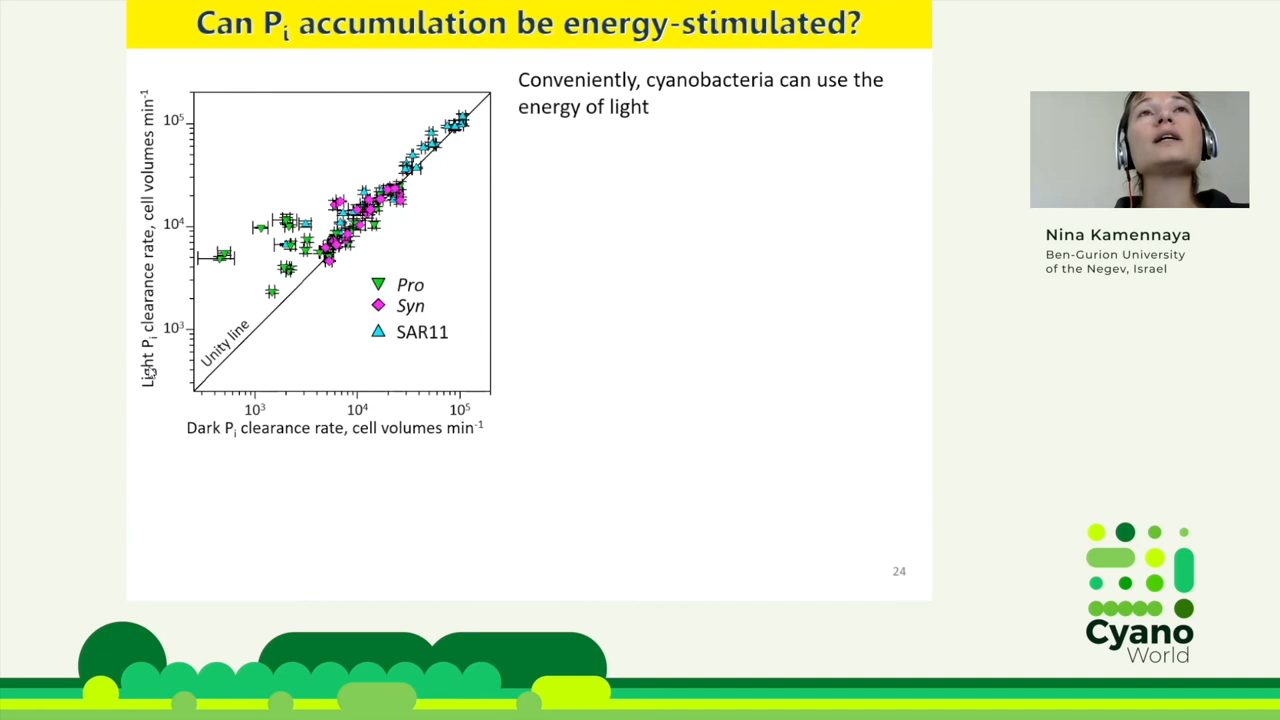 Can Pi accumulation be energy-stimulated?
Conveniently, cyanobacteria can use the
energy of light
Light Pi clearance rate, cell volumes min-1
10⁵
10⁴
10³
Unity line
Pro
Syn
SAR11
10³
10⁴
10⁵
Dark Pi clearance rate, cell volumes min-1
24
Nina Kamennaya
Ben-Gurion University
of the Negev, Israel
Cyano
World